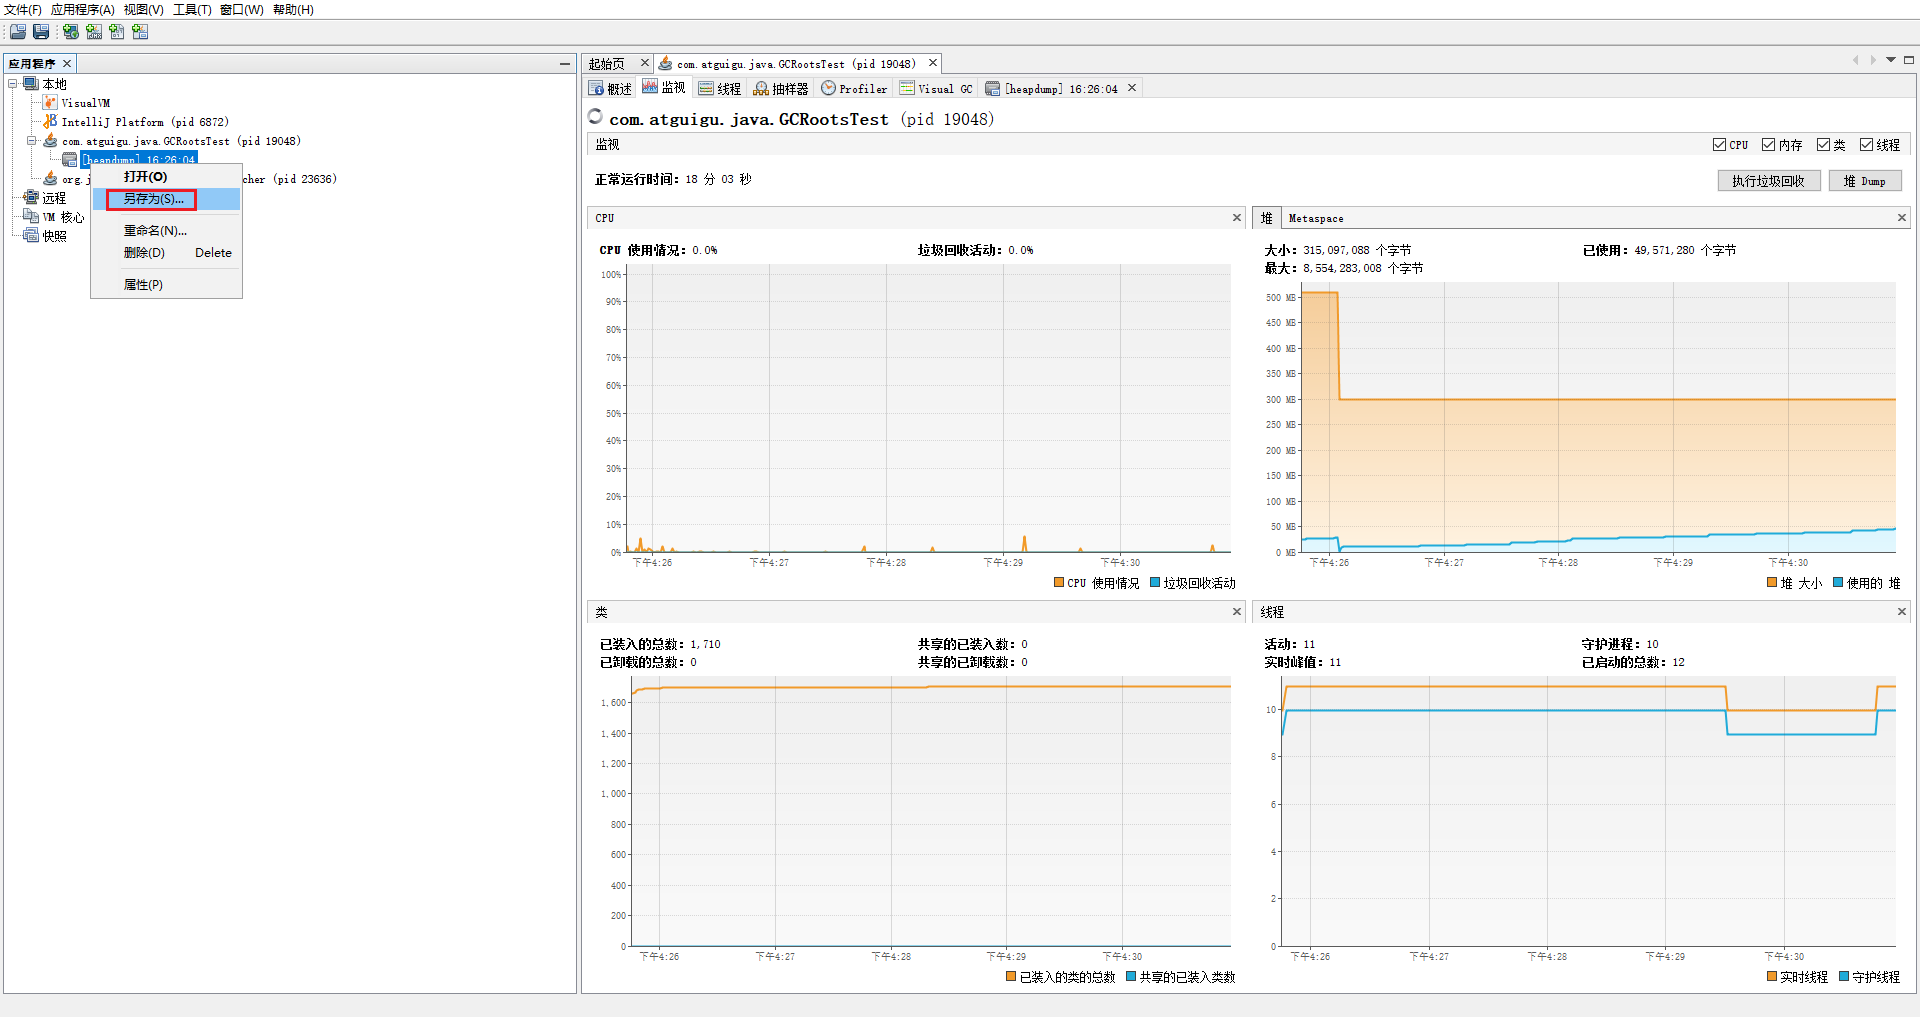 文件(F) 应用程序(A) 视图(V) 工具(T) 窗口(W) 帮助(H)
应用程序
本地
VisualVM
IntelliJ Platform (pid 6872)
com.atguigu.java.GCRootsTest (pid 19048)
[heapdump] 16:26:04
org.j
cher (pid 23636)
远程
VM 核心
快照
打开(O)
另存为(S)...
重命名(N)...
删除(D) Delete
属性(P)
起始页 com.atguigu.java.GCRootsTest (pid 19048)
概述 监视 线程 抽样器 Profiler Visual GC [heapdump] 16:26:04
com.atguigu.java.GCRootsTest (pid 19048)
监视 CPU 内存 类 线程
正常运行时间: 18 分 03 秒 执行垃圾回收 堆 Dump
CPU
CPU 使用情况: 0.0% 垃圾回收活动: 0.0%
100%
90%
80%
70%
60%
50%
40%
30%
20%
10%
0%
下午4:26 下午4:27 下午4:28 下午4:29 下午4:30
CPU 使用情况 垃圾回收活动
堆 Metaspace
大小: 315,097,088 个字节 已使用: 49,571,280 个字节
最大: 8,554,283,008 个字节
500 MB
450 MB
400 MB
350 MB
300 MB
250 MB
200 MB
150 MB
100 MB
50 MB
0 MB
下午4:26 下午4:27 下午4:28 下午4:29 下午4:30
堆 大小 使用的 堆
类
已装入的总数: 1,710 共享的已装入数: 0
已卸载的总数: 0 共享的已卸载数: 0
1,600
1,400
1,200
1,000
800
600
400
200
0
下午4:26 下午4:27 下午4:28 下午4:29 下午4:30
已装入的类的总数 共享的已装入类数
线程
活动: 11 守护进程: 10
实时峰值: 11 已启动的总数: 12
10
8
6
4
2
0
下午4:26 下午4:27 下午4:28 下午4:29 下午4:30
实时线程 守护线程